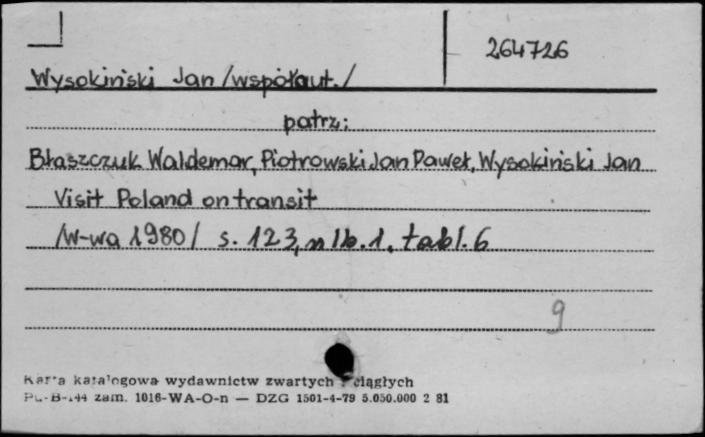 264726
Wysokiński Jan /współaut./
patrz:
Błaszczuk Waldemar, Piotrowski Jan Paweł, Wysokiński Jan
Visit Poland on transit
/W-wa 1980/ s. 123, nlb. 1, tabl. 6
9
Karta katalogowa wydawnictw zwartych i ciągłych
Pu-B-144 zam. 1016-WA-O-n — DZG 1501-4-79 5.050.000 2 81